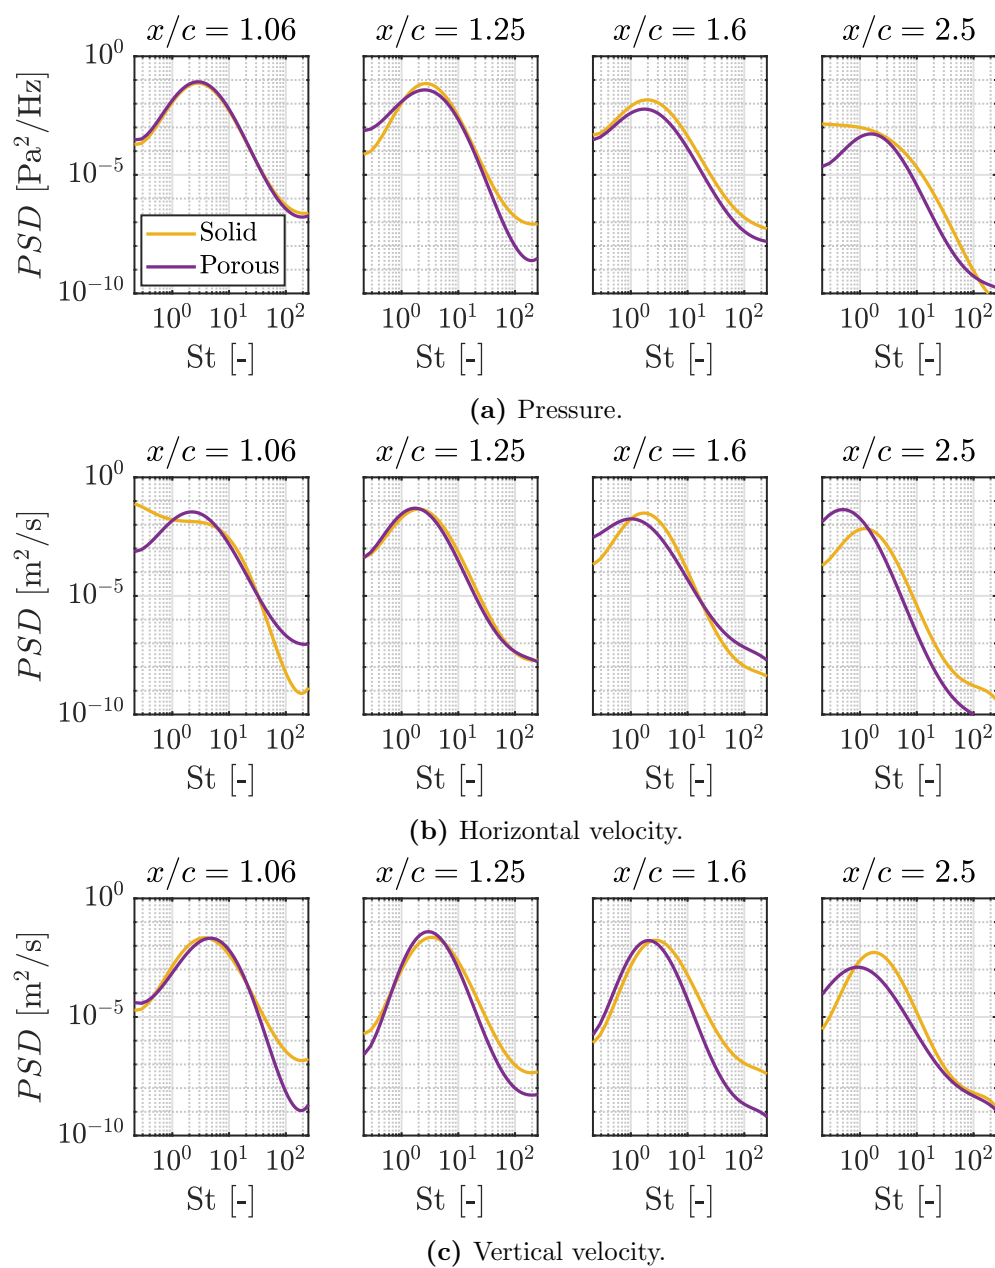 x/c = 1.06 x/c = 1.25 x/c = 1.6 x/c = 2.5
10^0
PSD [Pa^2/Hz]
10^-5
Solid
Porous
10^-10
10^0 10^1 10^2 10^0 10^1 10^2 10^0 10^1 10^2 10^0 10^1 10^2
St [-] St [-] St [-] St [-]
(a) Pressure.
x/c = 1.06 x/c = 1.25 x/c = 1.6 x/c = 2.5
10^0
PSD [m^2/s]
10^-5
10^-10
10^0 10^1 10^2 10^0 10^1 10^2 10^0 10^1 10^2 10^0 10^1 10^2
St [-] St [-] St [-] St [-]
(b) Horizontal velocity.
x/c = 1.06 x/c = 1.25 x/c = 1.6 x/c = 2.5
10^0
PSD [m^2/s]
10^-5
10^-10
10^0 10^1 10^2 10^0 10^1 10^2 10^0 10^1 10^2 10^0 10^1 10^2
St [-] St [-] St [-] St [-]
(c) Vertical velocity.